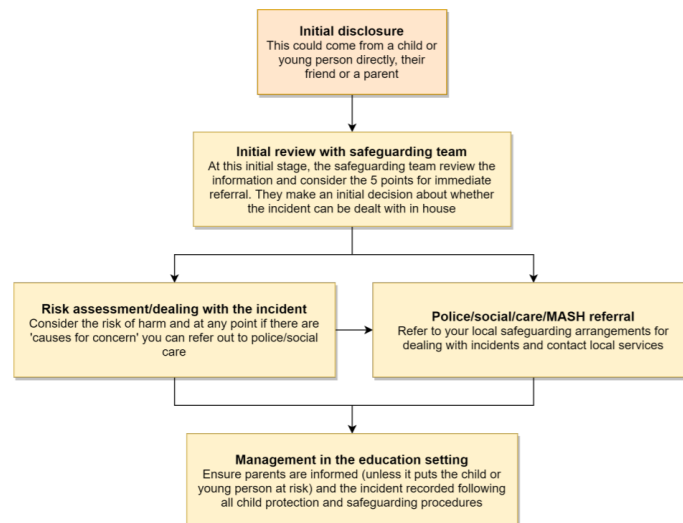 Initial disclosure
This could come from a child or
young person directly, their
friend or a parent
Initial review with safeguarding team
At this initial stage, the safeguarding team review the
information and consider the 5 points for immediate
referral. They make an initial decision about whether
the incident can be dealt with in house
Risk assessment/dealing with the incident
Consider the risk of harm and at any point if there are
'causes for concern' you can refer out to police/social
care
Police/social/care/MASH referral
Refer to your local safeguarding arrangements for
dealing with incidents and contact local services
Management in the education setting
Ensure parents are informed (unless it puts the child or
young person at risk) and the incident recorded following
all child protection and safeguarding procedures